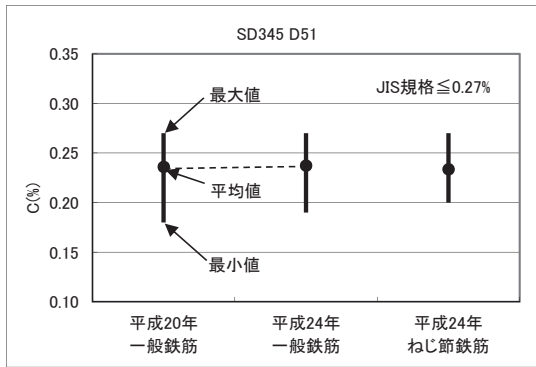 SD345 D51
0.35
0.30
0.25
0.20
0.15
0.10
C(%)
最大値
JIS規格≦0.27%
平均値
最小値
平成20年
一般鉄筋
平成24年
一般鉄筋
平成24年
ねじ節鉄筋